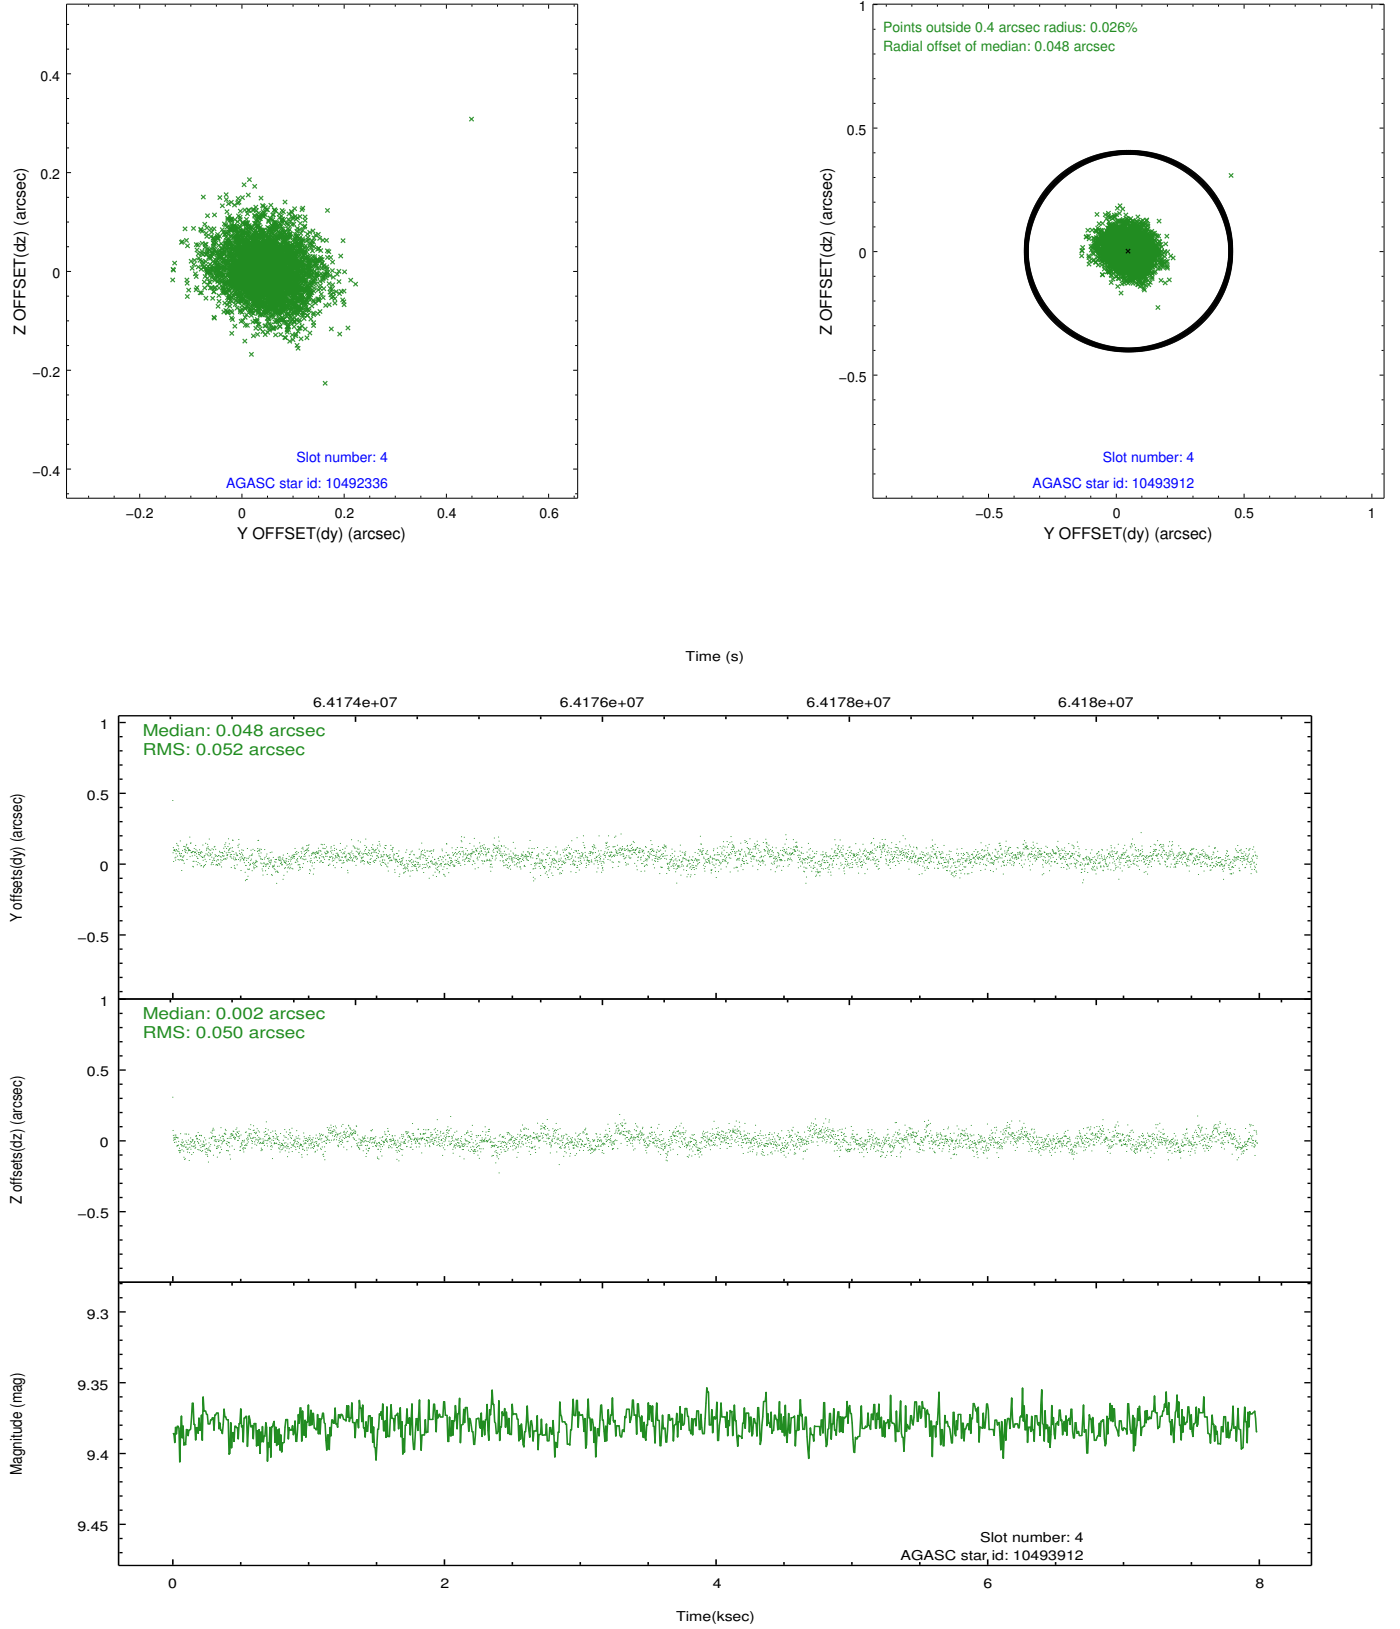 0.4
0.2
0
−0.2
−0.4
Z OFFSET(dz) (arcsec)
Slot number: 4
AGASC star id: 10492336
−0.2
0
0.2
0.4
0.6
Y OFFSET(dy) (arcsec)
1
0.5
0
−0.5
Z OFFSET(dz) (arcsec)
Points outside 0.4 arcsec radius: 0.026%
Radial offset of median: 0.048 arcsec
Slot number: 4
AGASC star id: 10493912
−0.5
0
0.5
1
Y OFFSET(dy) (arcsec)
Time (s)
6.4174e+07
6.4176e+07
6.4178e+07
6.418e+07
Median: 0.048 arcsec
RMS: 0.052 arcsec
1
0.5
0
−0.5
Y offsets(dy) (arcsec)
Median: 0.002 arcsec
RMS: 0.050 arcsec
1
0.5
0
−0.5
Z offsets(dz) (arcsec)
9.3
9.35
9.4
9.45
Magnitude (mag)
Slot number: 4
AGASC star id: 10493912
0
2
4
6
8
Time(ksec)